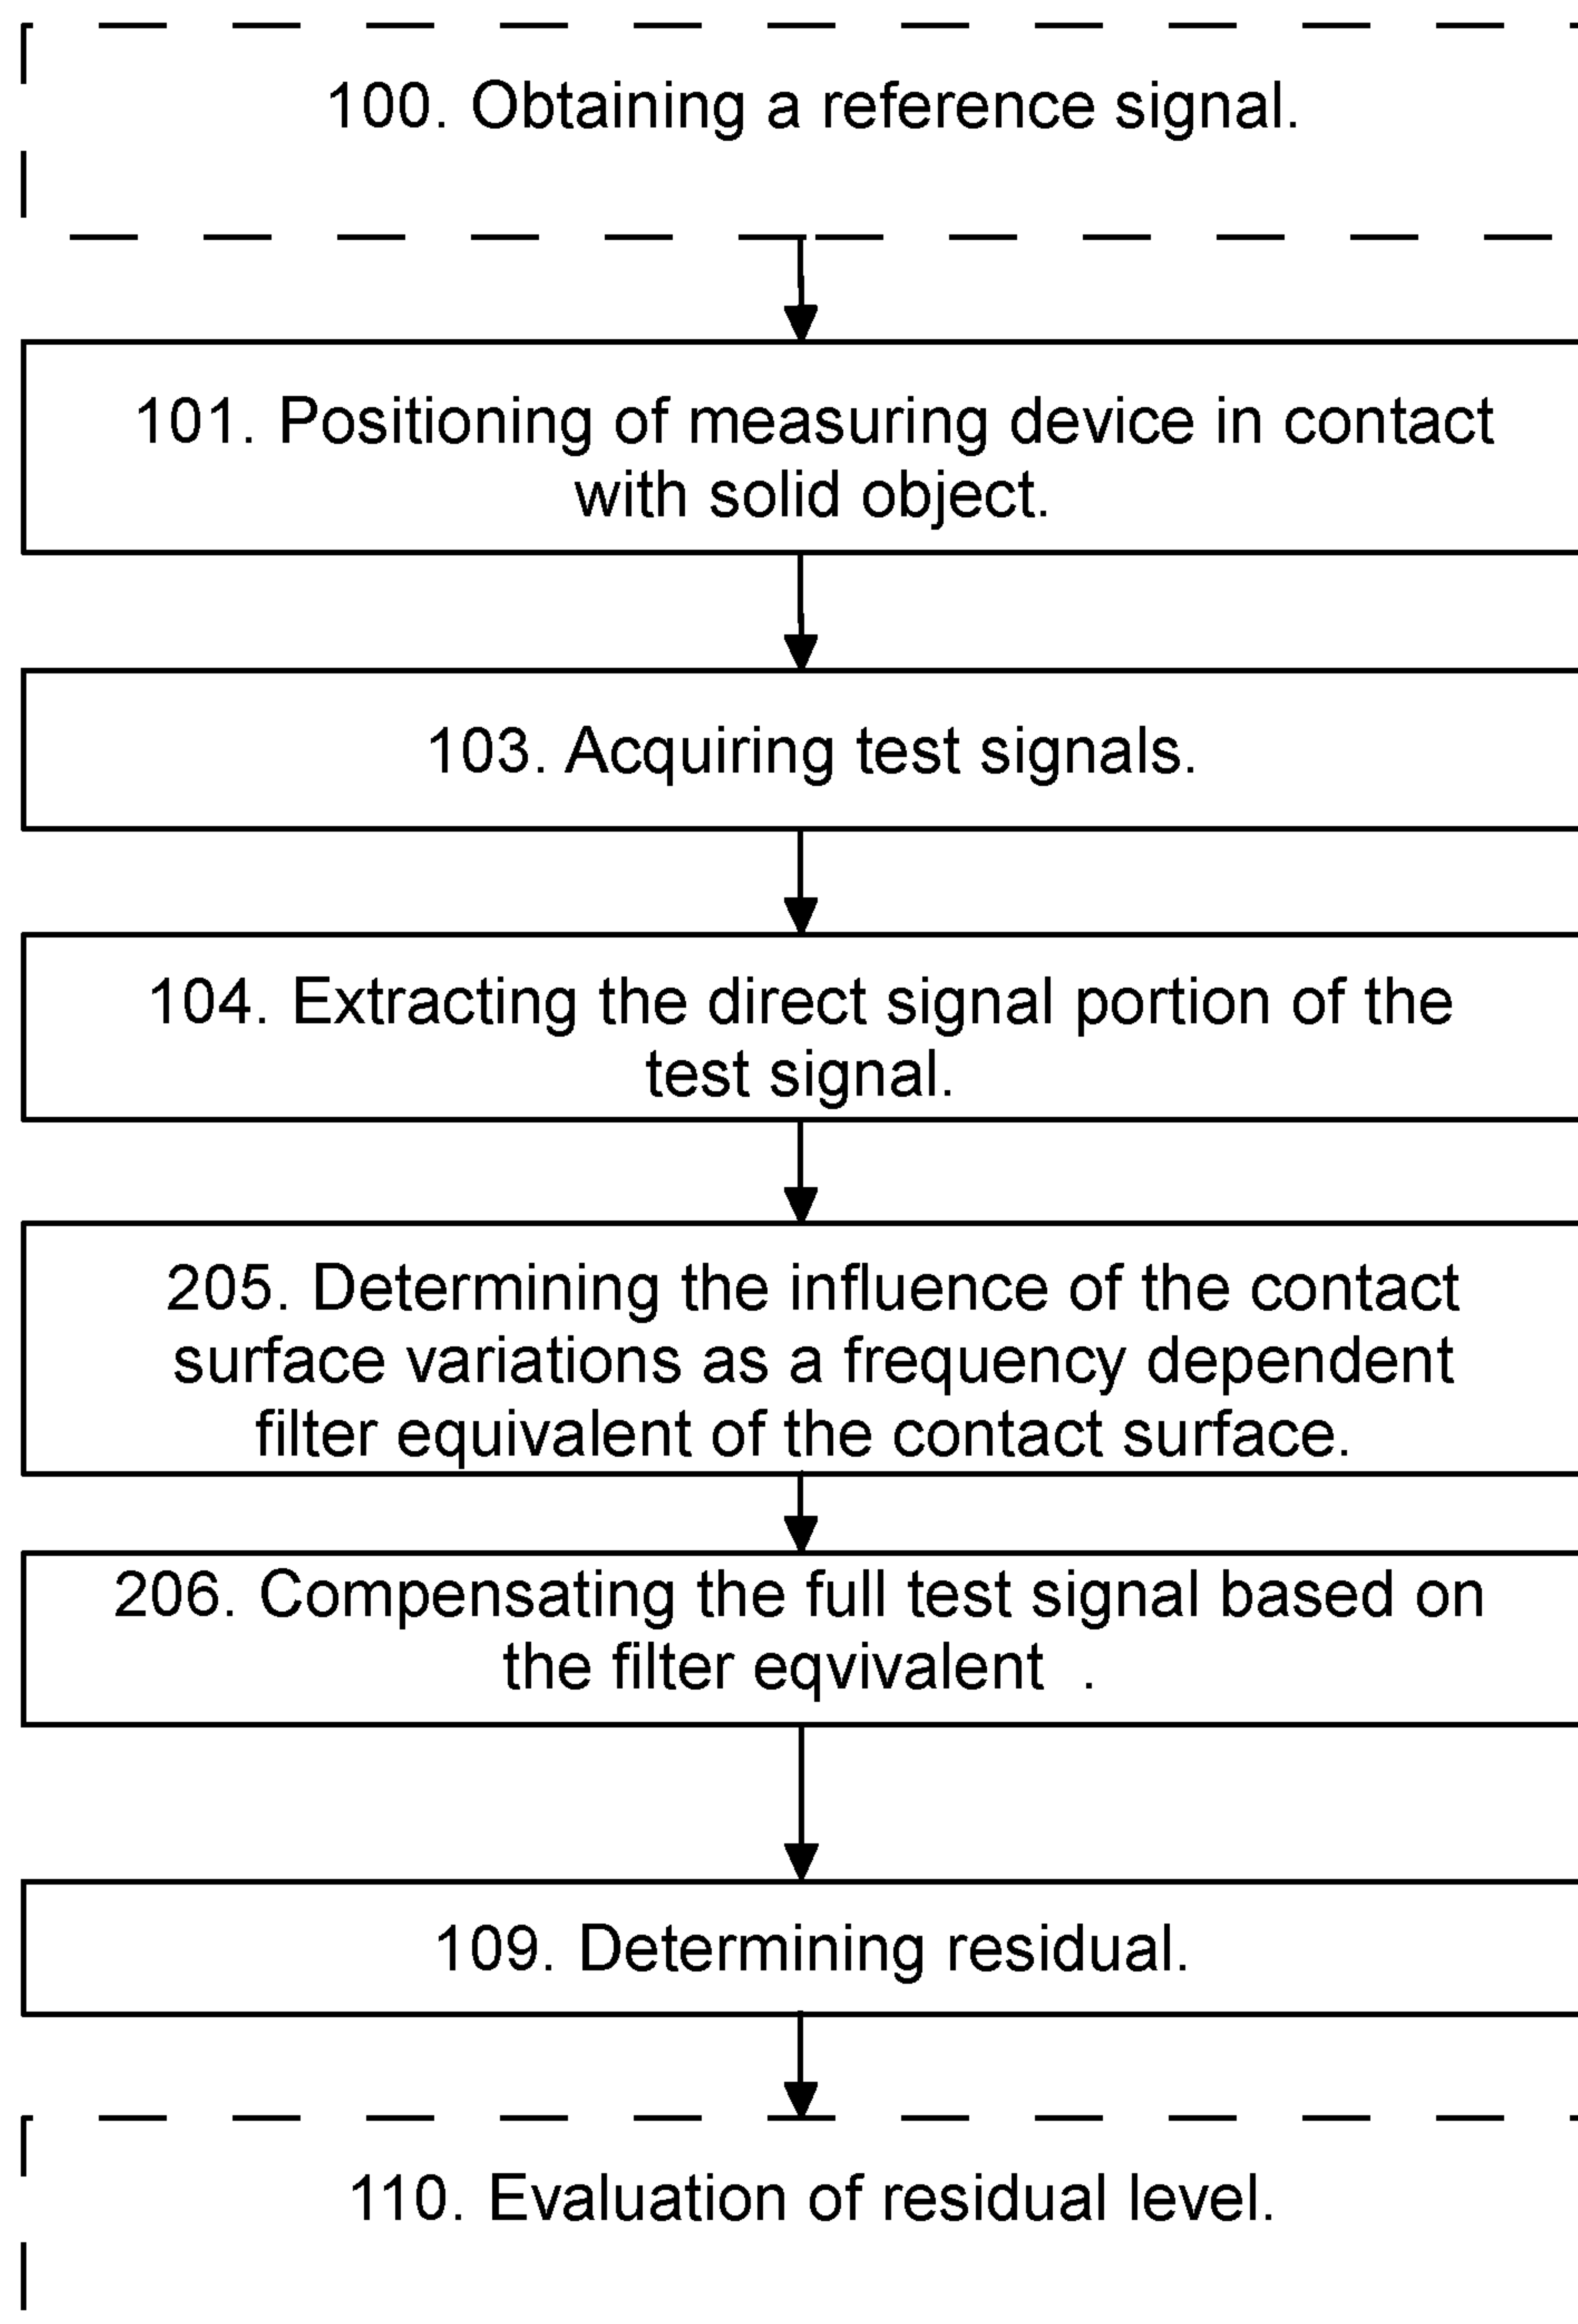 100. Obtaining a reference signal.
101. Positioning of measuring device in contact
with solid object.
103. Acquiring test signals.
104. Extracting the direct signal portion of the
test signal.
205. Determining the influence of the contact
surface variations as a frequency dependent
filter equivalent of the contact surface.
206. Compensating the full test signal based on
the filter eqvivalent .
109. Determining residual.
110. Evaluation of residual level.